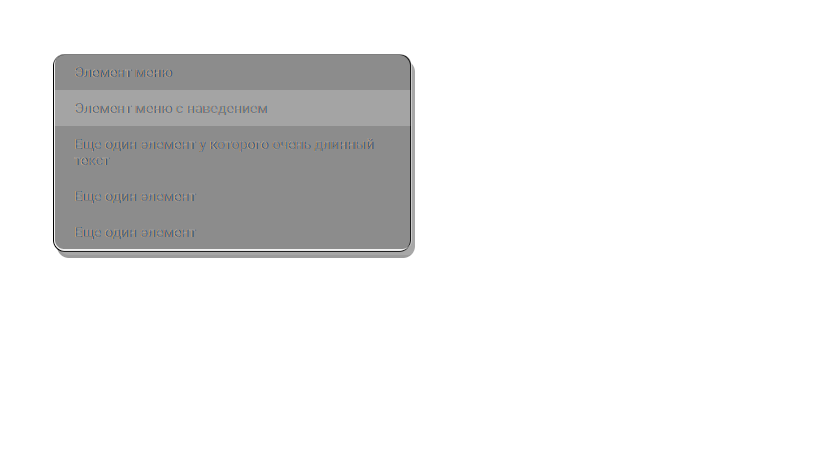 Элемент меню
Элемент меню с наведением
Еще один элемент у которого очень длинный
текст
Еще один элемент
Еще один элемент